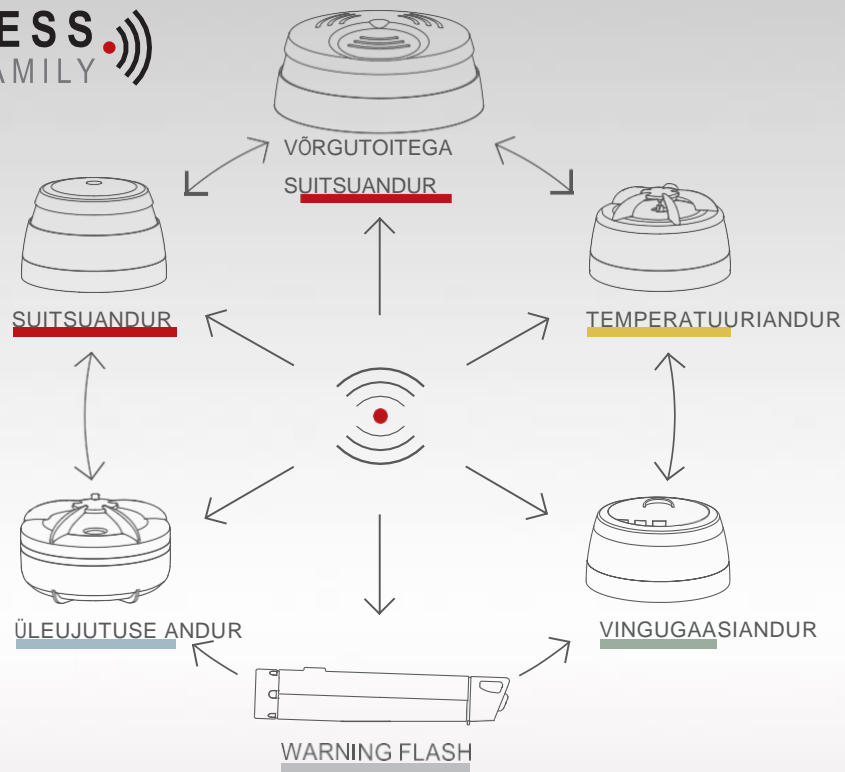 ESS
AMILY
VÕRGUTOITEGA
SUITSUANDUR
SUITSUANDUR
TEMPERATUURIANDUR
ÜLEUJUTUSE ANDUR
VINGUGAASIANDUR
WARNING FLASH